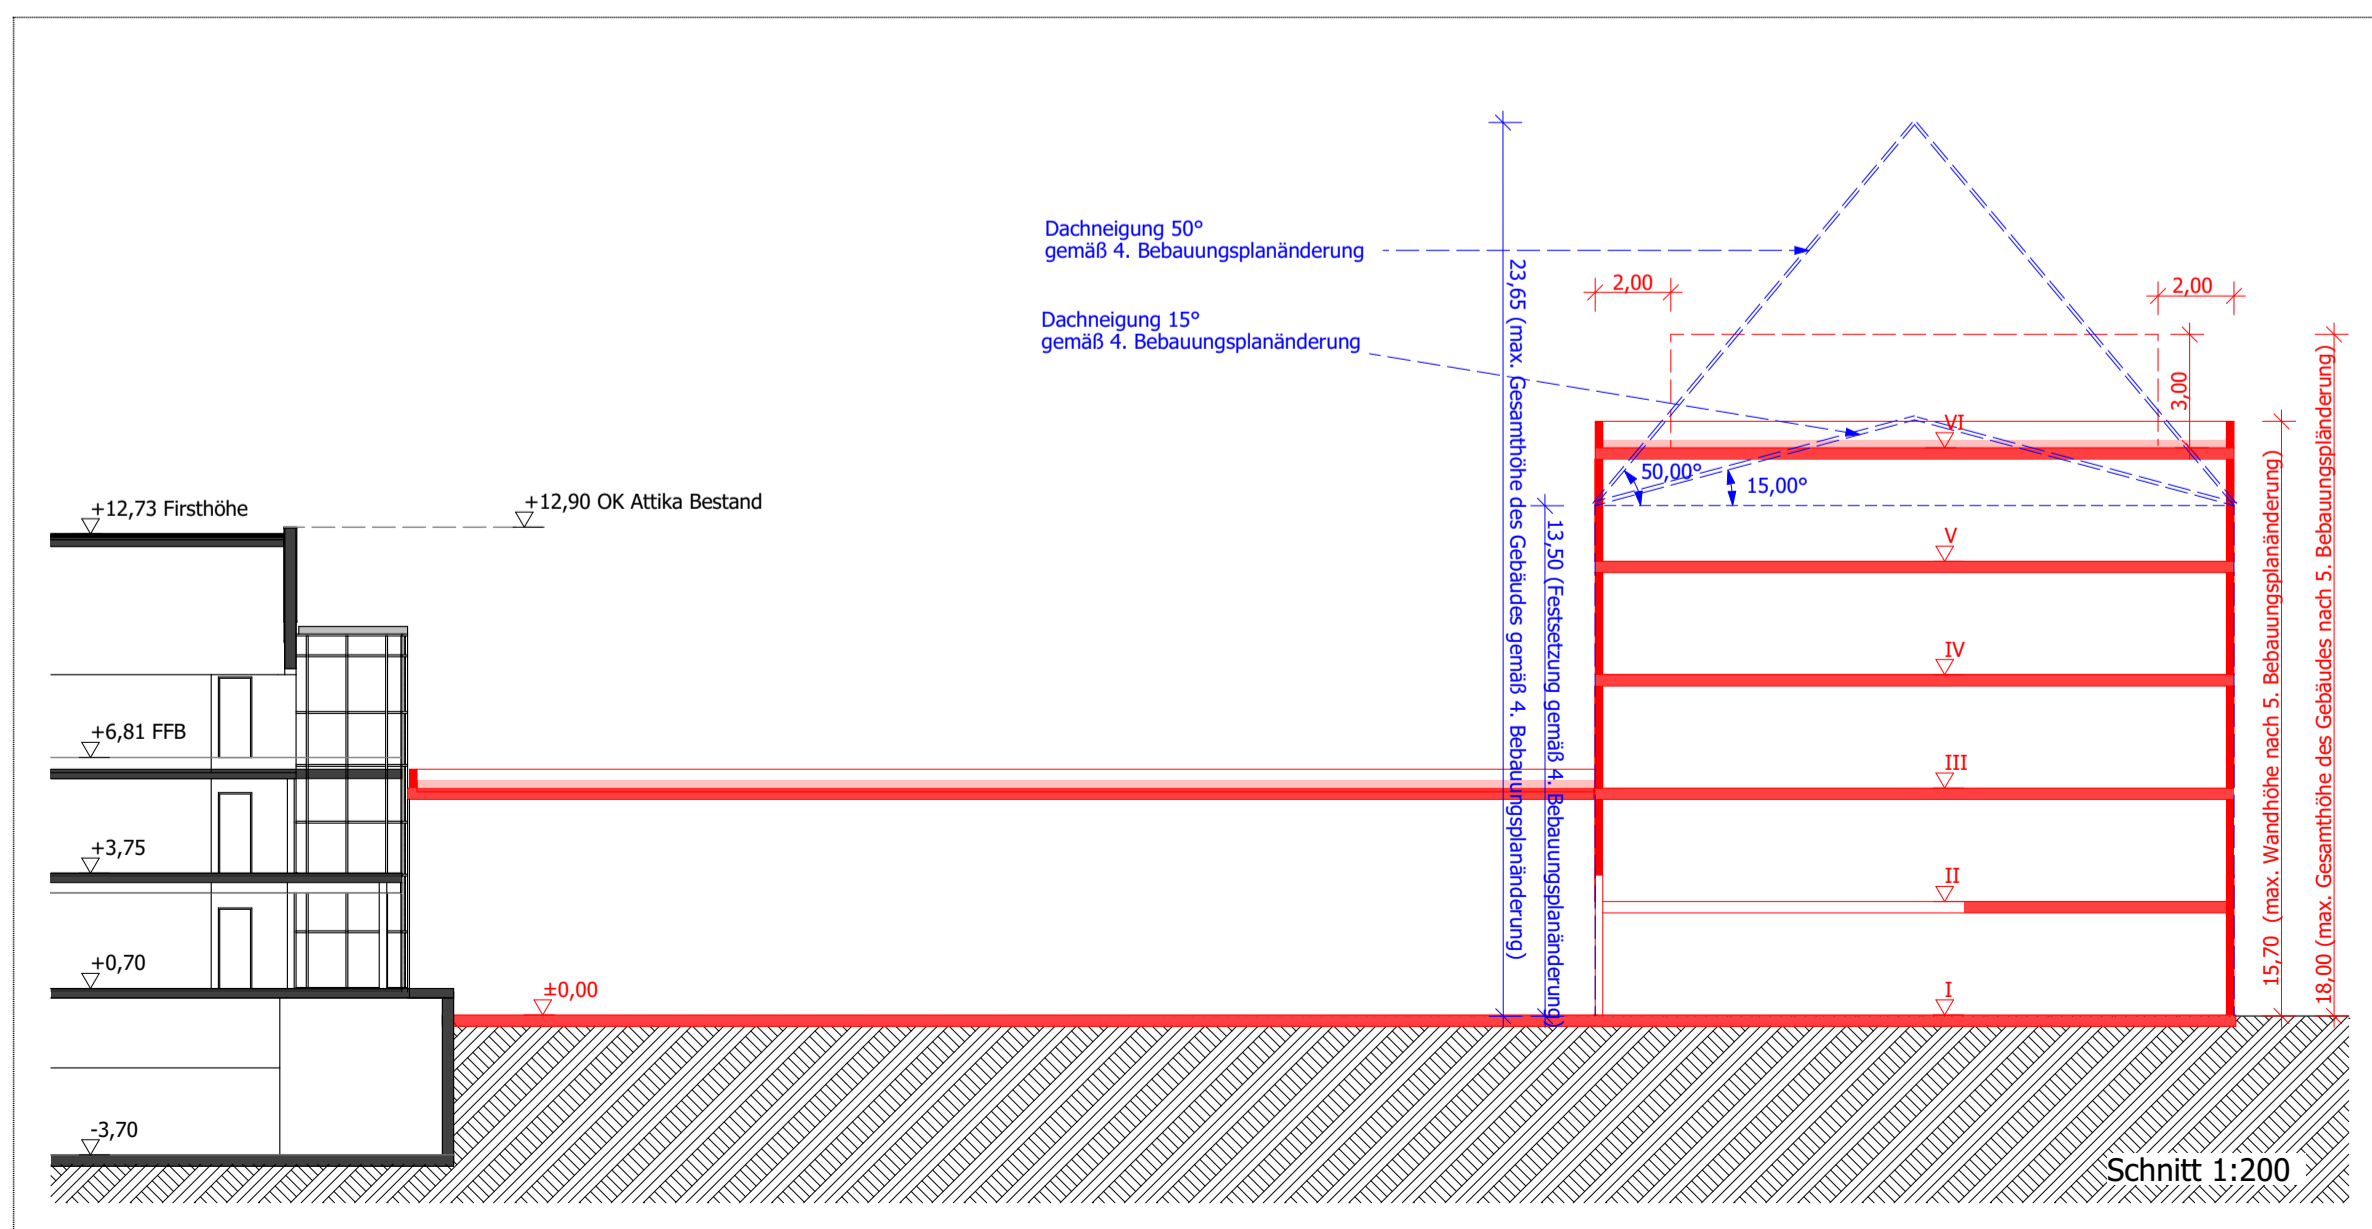 Dachneigung 50°
gemäß 4. Bebauungsplanänderung
Dachneigung 15°
gemäß 4. Bebauungsplanänderung
23,65 (max. Gesamthöhe des Gebäudes gemäß 4. Bebauungsplanänderung)
13,50 (Festsetzung gemäß 4. Bebauungsplanänderung)
2,00
2,00
3,00
50,00°
15,00°
VI
V
IV
III
II
I
15,70 (max. Wandhöhe nach 5. Bebauungsplanänderung)
18,00 (max. Gesamthöhe des Gebäudes nach 5. Bebauungspländerung)
+12,73 Firsthöhe
+12,90 OK Attika Bestand
+6,81 FFB
+3,75
+0,70
±0,00
-3,70
Schnitt 1:200